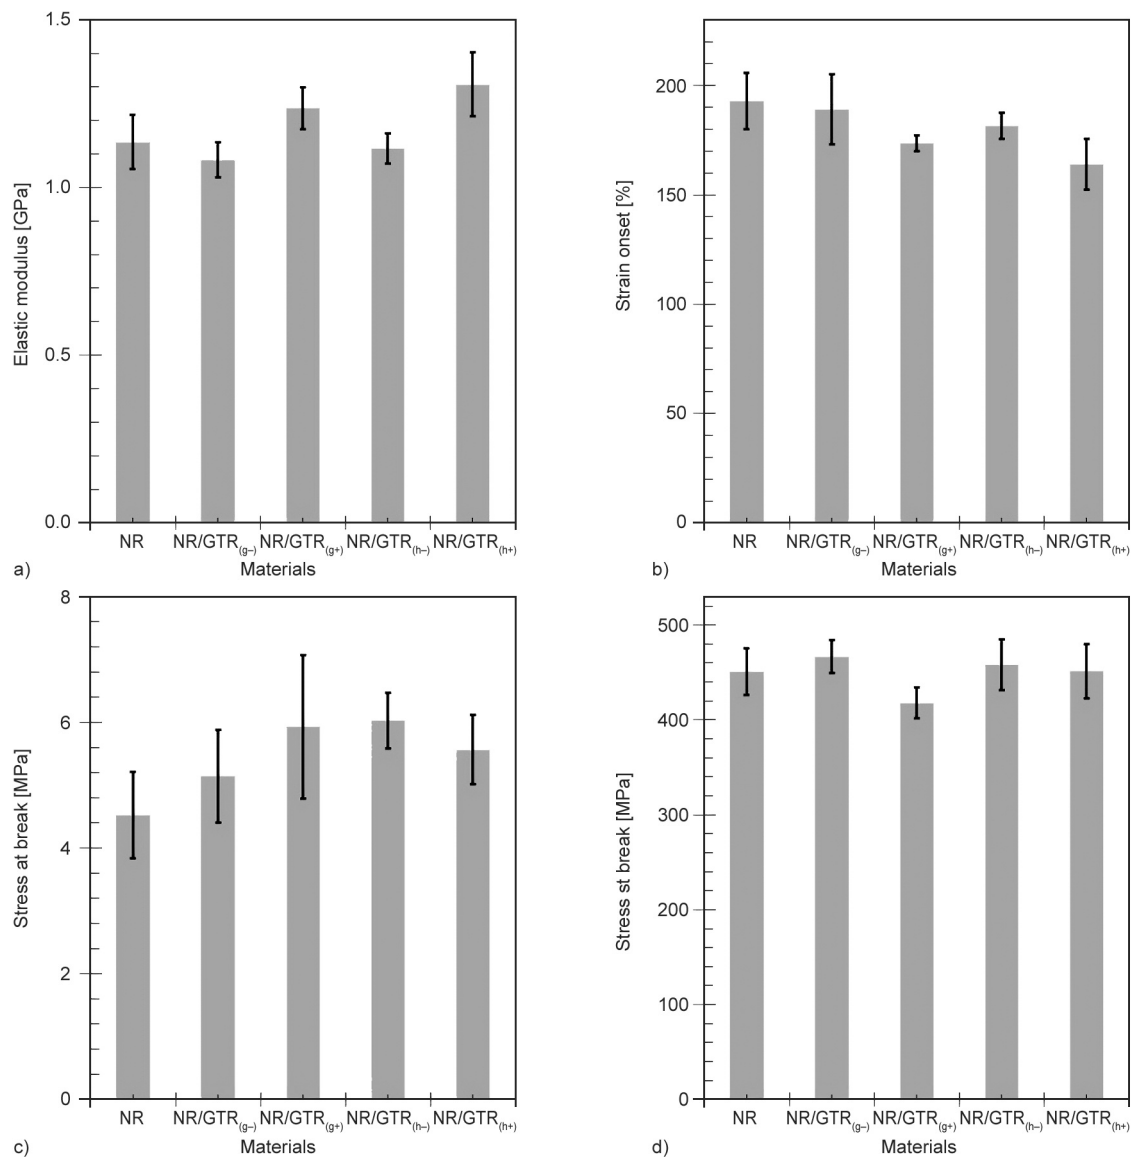 1.5
1.0
0.5
0.0
Elastic modulus [GPa]
NR NR/GTR(g–) NR/GTR(g+) NR/GTR(h–) NR/GTR(h+)
Materials
a)
200
150
100
50
0
Strain onset [%]
NR NR/GTR(g–) NR/GTR(g+) NR/GTR(h–) NR/GTR(h+)
Materials
b)
8
6
4
2
0
Stress at break [MPa]
NR NR/GTR(g–) NR/GTR(g+) NR/GTR(h–) NR/GTR(h+)
Materials
c)
500
400
300
200
100
0
Stress st break [MPa]
NR NR/GTR(g–) NR/GTR(g+) NR/GTR(h–) NR/GTR(h+)
Materials
d)